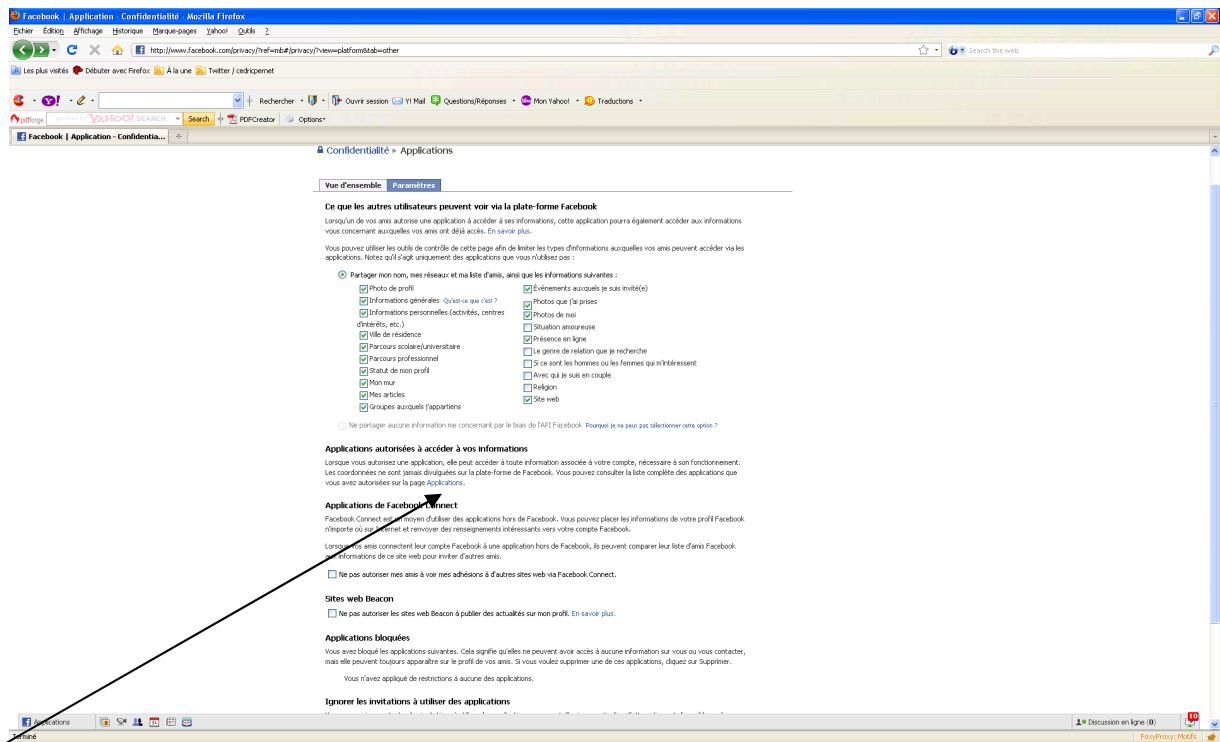 Facebook | Application - Confidentialité - Mozilla Firefox
Fichier Édition Affichage Historique Marque-pages Yahoo! Outils ?
http://www.facebook.com/privacy/?ref=mb#/privacy/?view=platform&tab=other
Search the web
Les plus visités Débuter avec Firefox À la une Twitter / cedricpernet
Y! Rechercher Ouvrir session Y! Mail Questions/Réponses Mon Yahoo! Traductions
pdfforge powered by YAHOO! SEARCH Search PDFCreator Options
Facebook | Application - Confidentia...
Confidentialité Applications
Vue d'ensemble Paramètres
Ce que les autres utilisateurs peuvent voir via la plate-forme Facebook
Lorsqu'un de vos amis autorise une application à accéder à ses informations, cette application pourra également accéder aux informations
vous concernant auxquelles vos amis ont déjà accès. En savoir plus.
Vous pouvez utiliser les outils de contrôle de cette page afin de limiter les types d'informations auxquelles vos amis peuvent accéder via les
applications. Notez qu'il s'agit uniquement des applications que vous n'utilisez pas :
Partager mon nom, mes réseaux et ma liste d'amis, ainsi que les informations suivantes :
Photo de profil
Informations générales Qu'est-ce que c'est ?
Informations personnelles (activités, centres
d'intérêts, etc.)
Ville de résidence
Parcours scolaire/universitaire
Parcours professionnel
Statut de mon profil
Mon mur
Mes articles
Groupes auxquels j'appartiens
Événements auxquels je suis invité(e)
Photos que j'ai prises
Photos de moi
Situation amoureuse
Présence en ligne
Le genre de relation que je recherche
Si ce sont les hommes ou les femmes qui m'intéressent
Avec qui je suis en couple
Religion
Site web
Ne partager aucune information me concernant par le biais de l'API Facebook Pourquoi je ne peux pas sélectionner cette option ?
Applications autorisées à accéder à vos informations
Lorsque vous autorisez une application, elle peut accéder à toute information associée à votre compte, nécessaire à son fonctionnement.
Les coordonnées ne sont jamais divulguées sur la plate-forme de Facebook. Vous pouvez consulter la liste complète des applications que
vous avez autorisées sur la page Applications.
Applications de Facebook Connect
Facebook Connect est un moyen d'utiliser des applications hors de Facebook. Vous pouvez placer les informations de votre profil Facebook
n'importe où sur Internet et renvoyer des renseignements intéressants vers votre compte Facebook.
Lorsque vos amis connectent leur compte Facebook à une application hors de Facebook, ils peuvent comparer leur liste d'amis Facebook
aux informations de ce site web pour inviter d'autres amis.
Ne pas autoriser mes amis à voir mes adhésions à d'autres sites web via Facebook Connect.
Sites web Beacon
Ne pas autoriser les sites web Beacon à publier des actualités sur mon profil. En savoir plus.
Applications bloquées
Vous avez bloqué les applications suivantes. Cela signifie qu'elles ne peuvent avoir accès à aucune information sur vous ou vous contacter,
mais elle peuvent toujours apparaître sur le profil de vos amis. Si vous voulez supprimer une de ces applications, cliquez sur Supprimer.
Vous n'avez appliqué de restrictions à aucune des applications.
Ignorer les invitations à utiliser des applications
Applications
Discussion en ligne (0)
10
Terminé
FoxyProxy: Motifs